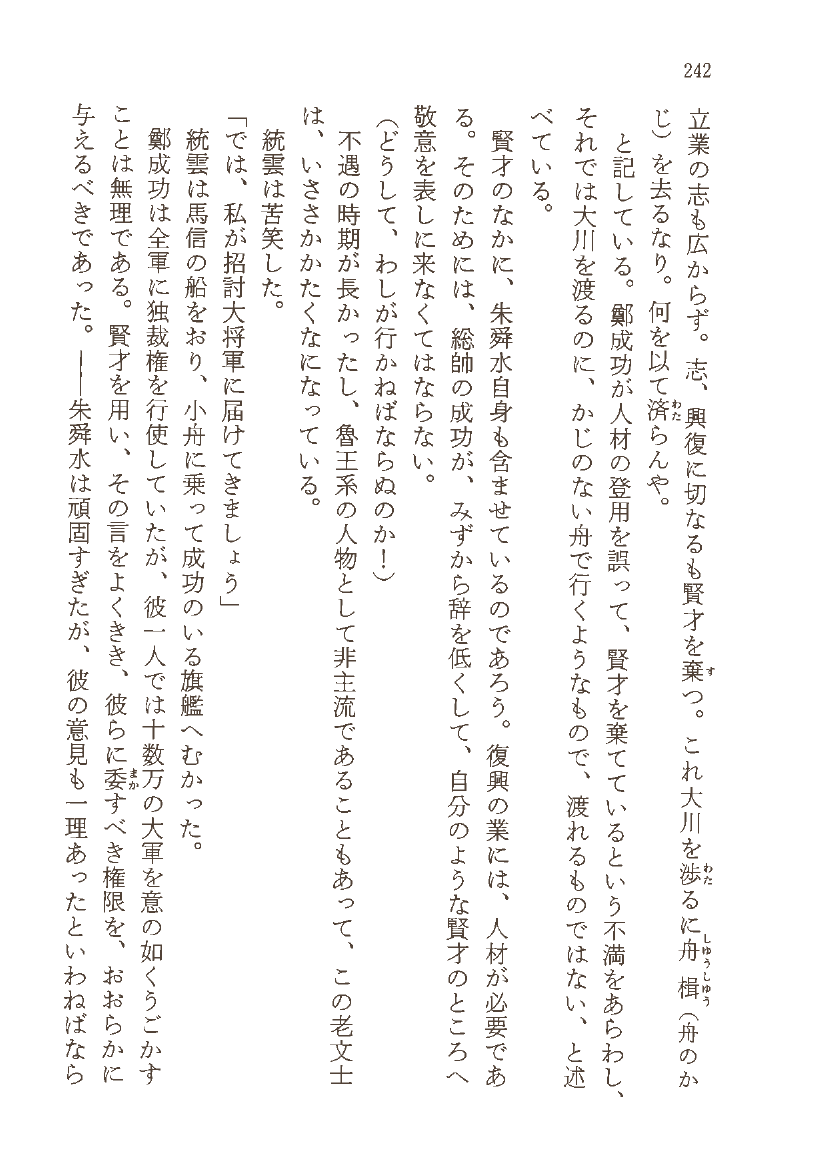 242
立業の志も広からず。志、興復に切なるも賢才を棄つ。これ大川を渉るに舟楫（舟のか
じ）を去るなり。何を以て済らんや。
と記している。鄭成功が人材の登用を誤って、賢才を棄てているという不満をあらわし、
それでは大川を渡るのに、かじのない舟で行くようなもので、渡れるものではない、と述
べている。
賢才のなかに、朱舜水自身も含ませているのであろう。復興の業には、人材が必要であ
る。そのためには、総師の成功が、みずから辞を低くして、自分のような賢才のところへ
敬意を表しに来なくてはならない。
（どうして、わしが行かねばならぬのか！）
不遇の時期が長かったし、魯王系の人物として非主流であることもあって、この老文士
は、いささかかたくなになっている。
統雲は苦笑した。
「では、私が招討大将軍に届けてきましょう」
統雲は馬信の船をおり、小舟に乗って成功のいる旗艦へむかった。
鄭成功は全軍に独裁権を行使していたが、彼一人では十数万の大軍を意の如くうごかす
ことは無理である。賢才を用い、その言をよくきき、彼らに委すべき権限を、おおらかに
与えるべきであった。――朱舜水は頑固すぎたが、彼の意見も一理あったといわねばなら